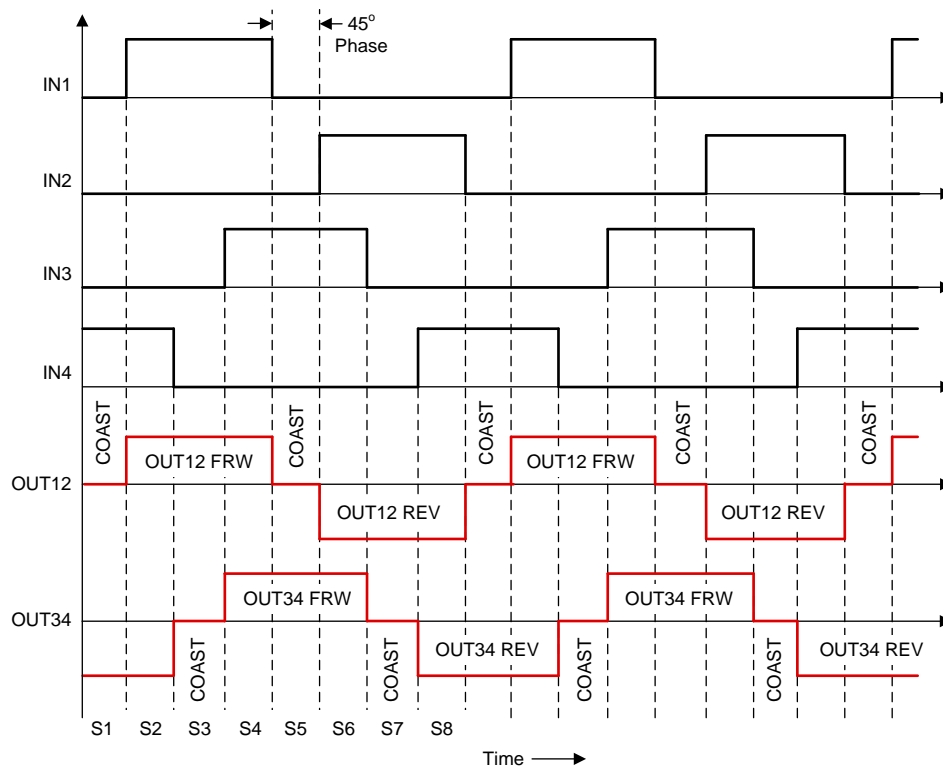 45°
Phase
IN1
IN2
IN3
IN4
COAST
COAST
COAST
COAST
COAST
OUT12 FRW
OUT12 FRW
OUT12
OUT12 REV
OUT12 REV
OUT34 FRW
OUT34 FRW
OUT34
OUT34 REV
OUT34 REV
COAST
COAST
COAST
COAST
S1 S2 S3 S4 S5 S6 S7 S8
Time